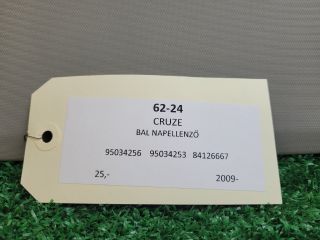 62-24
CRUZE
BAL NAPELLENZŐ
95034256 95034253 84126667
25,- 2009-